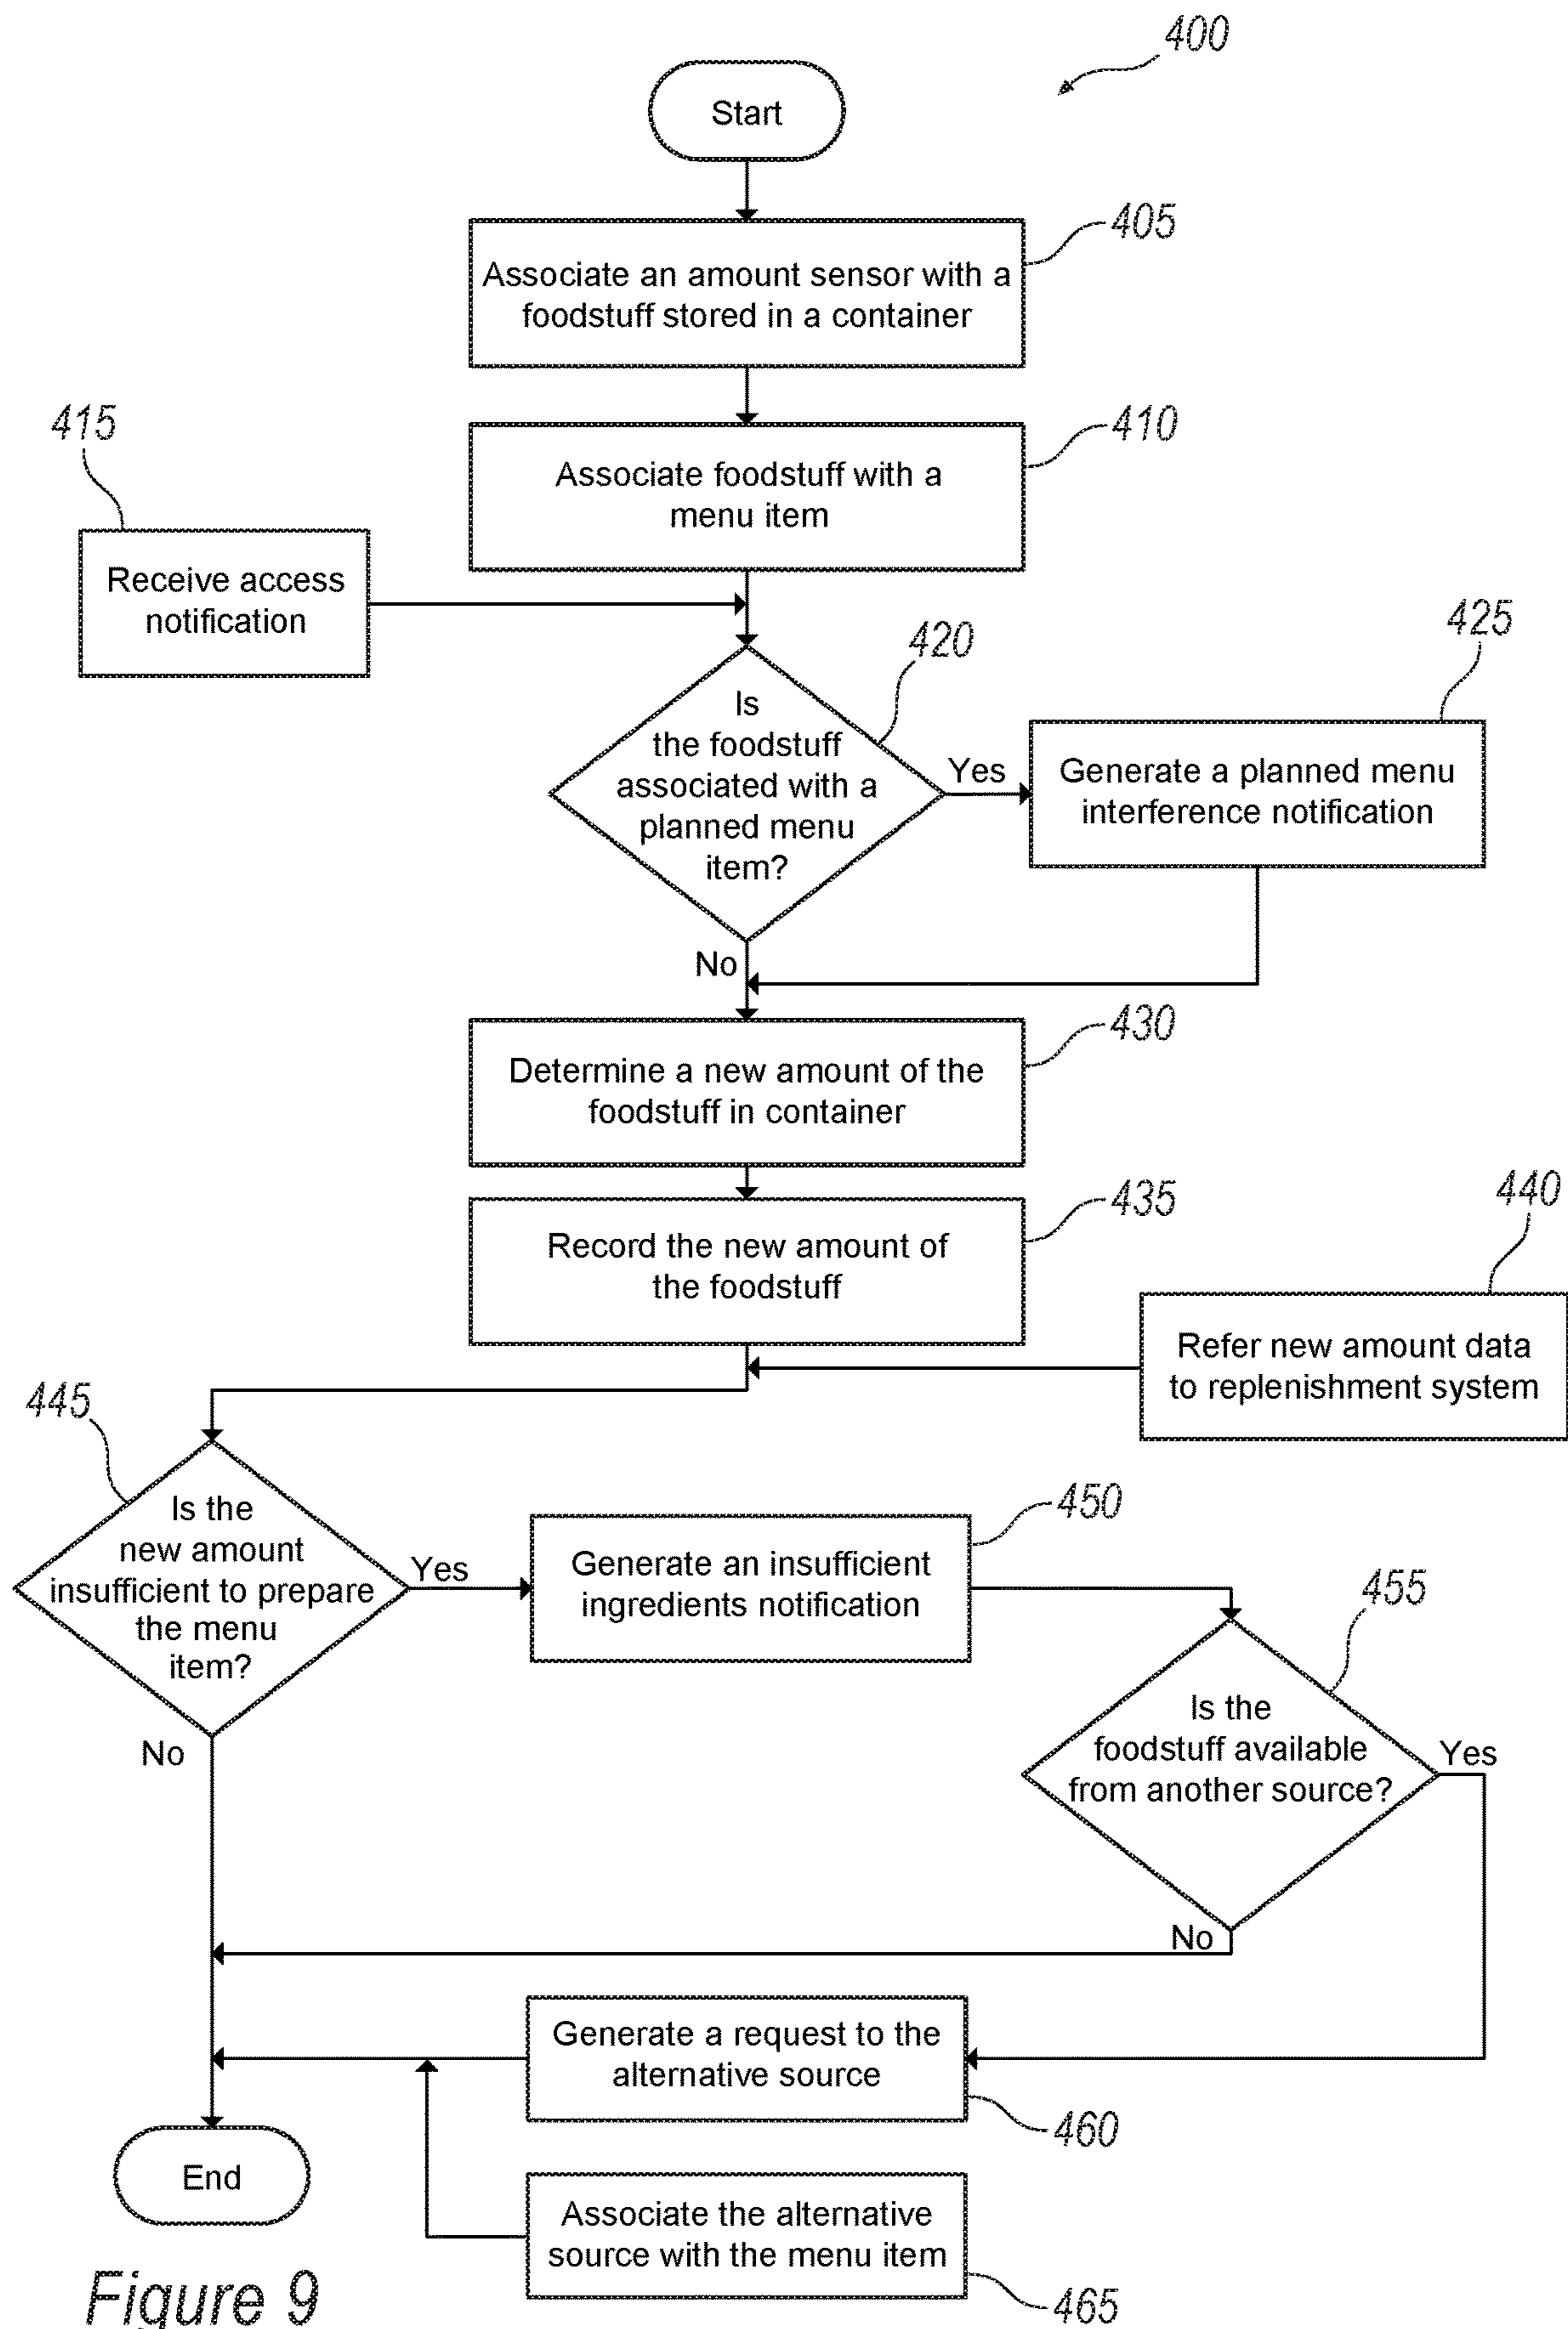 400
Start
405
Associate an amount sensor with a
foodstuff stored in a container
415
410
Associate foodstuff with a
menu item
Receive access
notification
420
425
Is
the foodstuff
associated with a
planned menu
item?
Yes
Generate a planned menu
interference notification
No
430
Determine a new amount of the
foodstuff in container
435
Record the new amount of
the foodstuff
440
Refer new amount data
to replenishment system
445
Is the
new amount
insufficient to prepare
the menu
item?
Yes
450
Generate an insufficient
ingredients notification
455
No
Is the
foodstuff available
from another source?
Yes
No
Generate a request to the
alternative source
460
End
Associate the alternative
source with the menu item
465
Figure 9